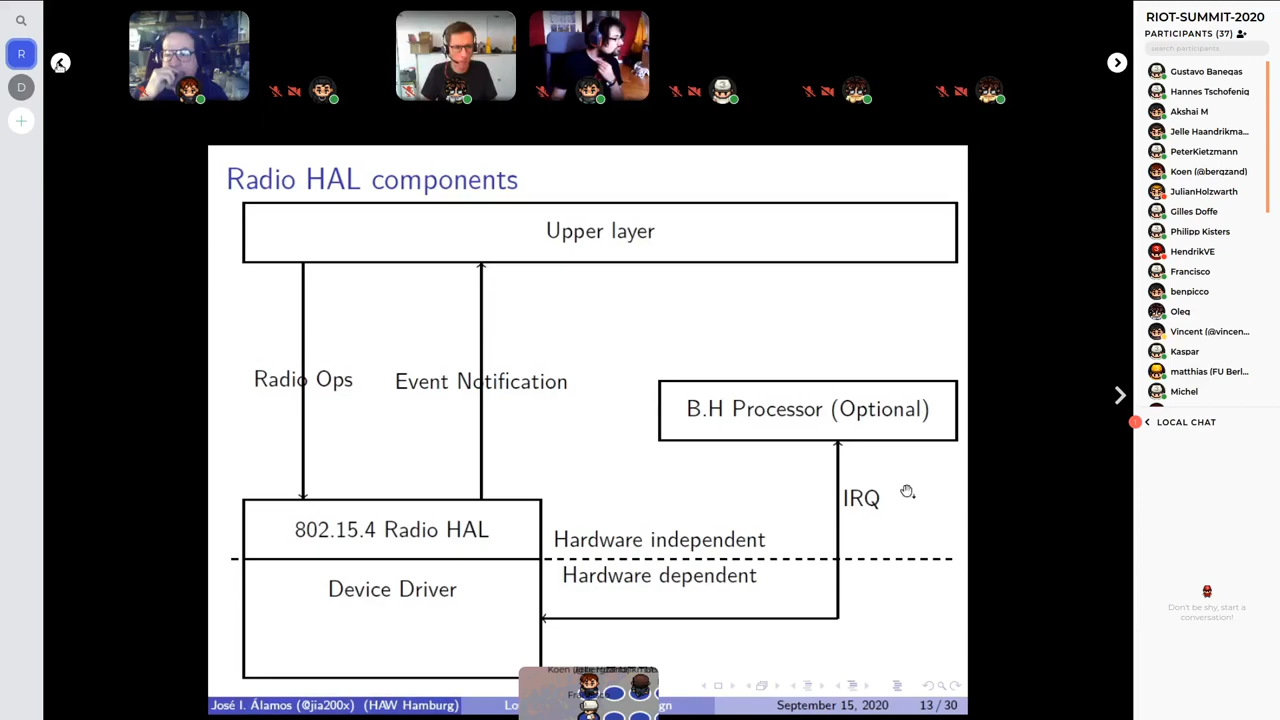 R
D
RIOT-SUMMIT-2020
PARTICIPANTS (37)
search participants
Gustavo Banegas
Hannes Tschofenig
Akshai M
Jelle Haandrikma...
PeterKietzmann
Koen (@bergzand)
JulianHolzwarth
Gilles Doffe
Philipp Kisters
HendrikVE
Francisco
benpicco
Oleg
Vincent (@vincen...
Kaspar
matthias (FU Berl...
Michel
LOCAL CHAT
Don't be shy, start a
conversation!
Radio HAL components
Upper layer
Radio Ops
Event Notification
B.H Processor (Optional)
IRQ
802.15.4 Radio HAL
Hardware independent
Hardware dependent
Device Driver
José I. Álamos (@jia200x) (HAW Hamburg)
September 15, 2020
13 / 30